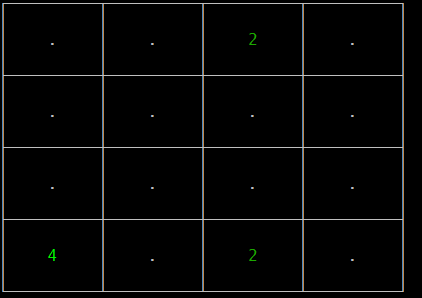 . . 2 .
. . . .
. . . .
4 . 2 .